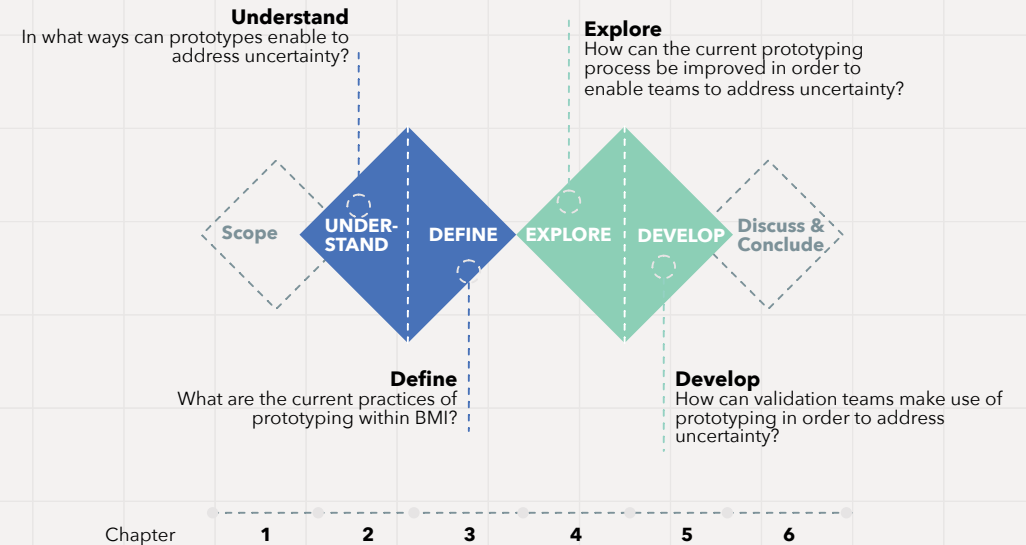 Understand
In what ways can prototypes enable to
address uncertainty?
Explore
How can the current prototyping
process be improved in order to
enable teams to address uncertainty?
Scope
UNDER-
STAND
DEFINE
EXPLORE
DEVELOP
Discuss &
Conclude
Define
What are the current practices of
prototyping within BMI?
Develop
How can validation teams make use of
prototyping in order to address
uncertainty?
Chapter 1 2 3 4 5 6